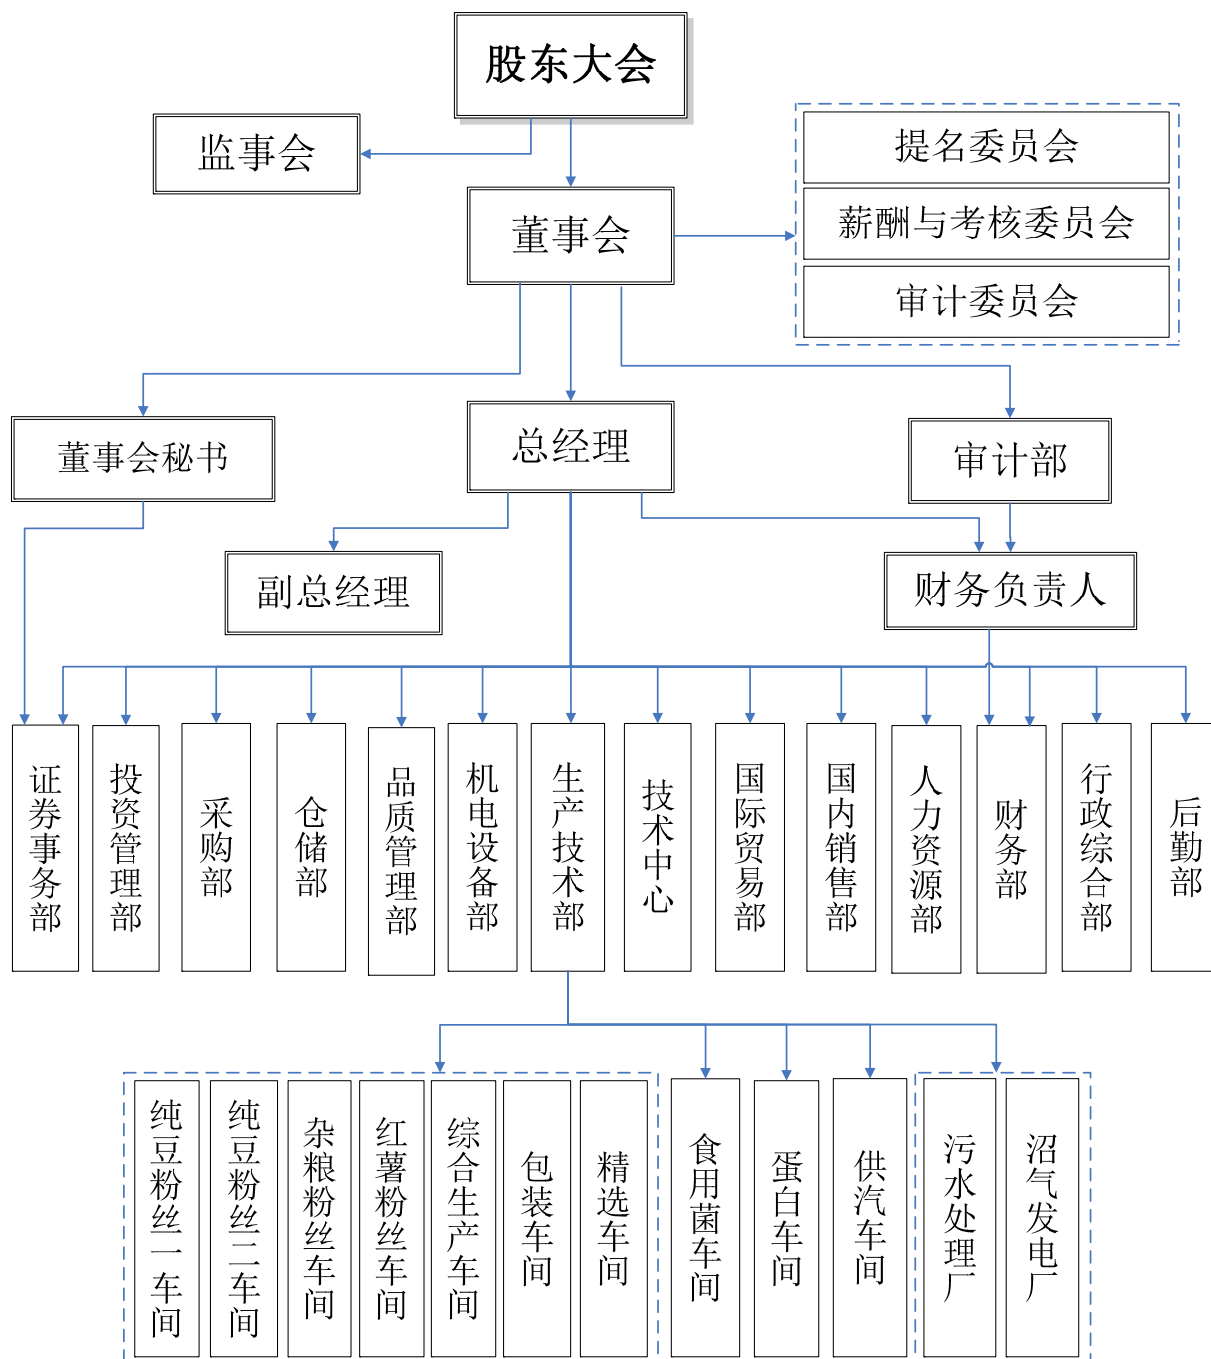 股东大会
监事会
提名委员会
董事会
薪酬与考核委员会
审计委员会
董事会秘书
总经理
审计部
副总经理
财务负责人
证券事务部
投资管理部
采购部
仓储部
品质管理部
机电设备部
生产技术部
技术中心
国际贸易部
国内销售部
人力资源部
财务部
行政综合部
后勤部
纯豆粉丝一车间
纯豆粉丝二车间
杂粮粉丝车间
红薯粉丝车间
综合生产车间
包装车间
精选车间
食用菌车间
蛋白车间
供汽车间
污水处理厂
沼气发电厂